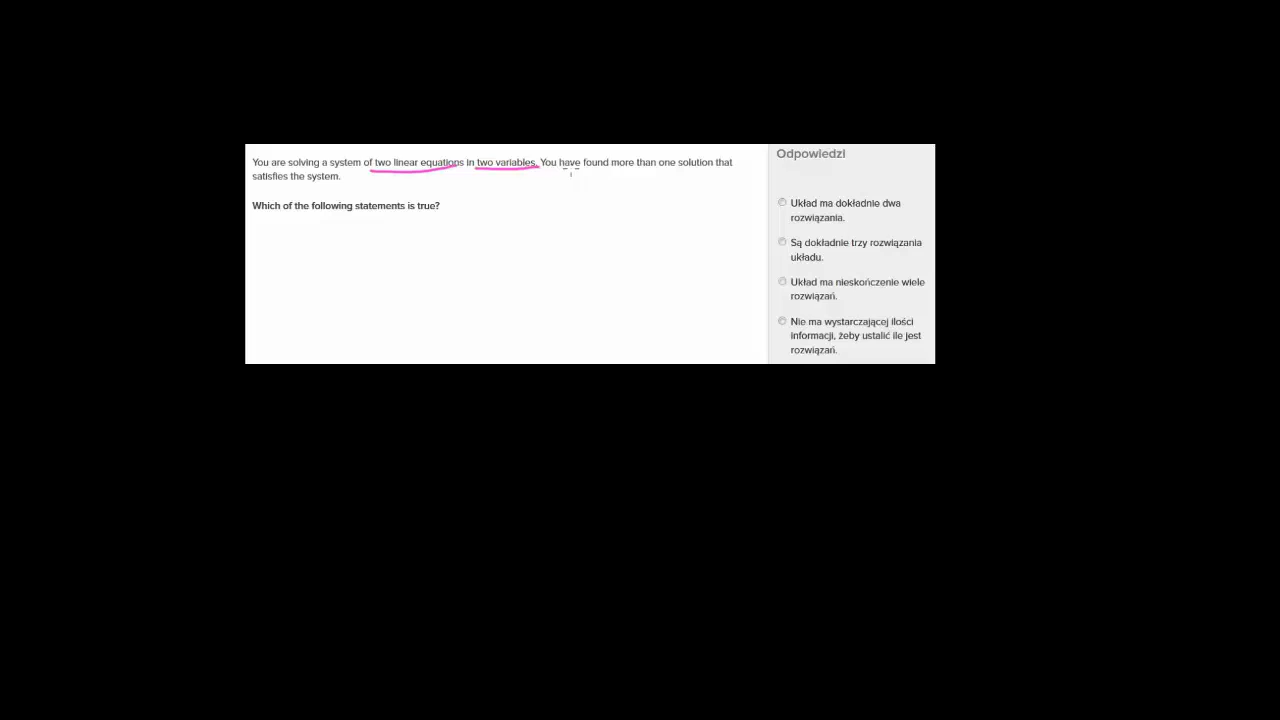 You are solving a system of two linear equations in two variables. You have found more than one solution that
satisfies the system.
Which of the following statements is true?
Odpowiedzi
Układ ma dokładnie dwa
rozwiązania.
Są dokładnie trzy rozwiązania
układu.
Układ ma nieskończenie wiele
rozwiązań.
Nie ma wystarczającej ilości
informacji, żeby ustalić ile jest
rozwiązań.